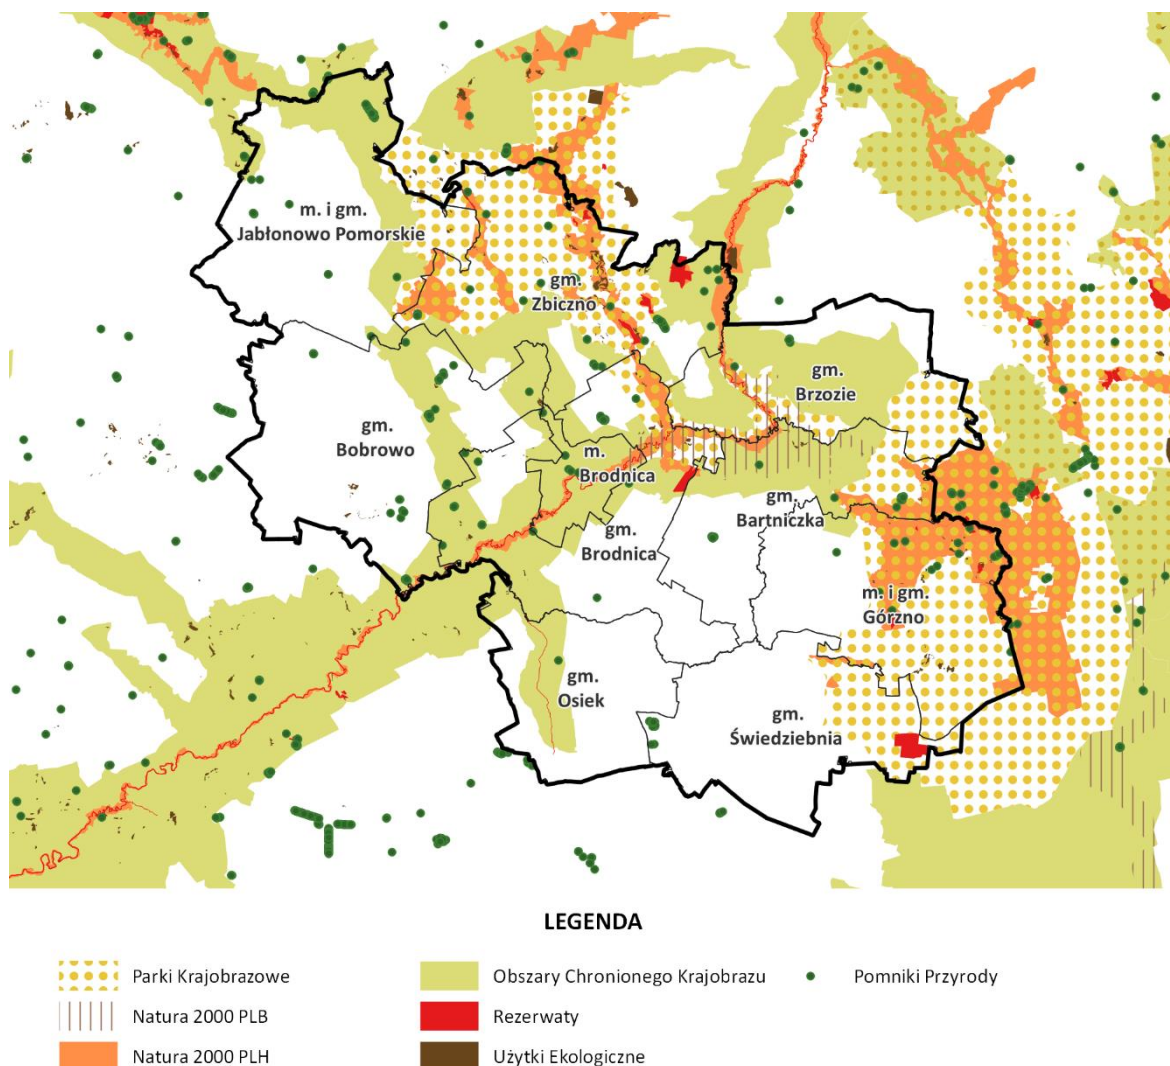 m. i gm.
Jabłonowo Pomorskie
gm.
Zbiczno
gm.
Brzozie
gm.
Bobrowo
m.
Brodnica
gm.
Bartniczka
gm.
Brodnica
m. i gm.
Górzno
gm.
Osiek
gm.
Świedziebnia
LEGENDA
Parki Krajobrazowe
Obszary Chronionego Krajobrazu
Pomniki Przyrody
Natura 2000 PLB
Rezerwaty
Natura 2000 PLH
Użytki Ekologiczne